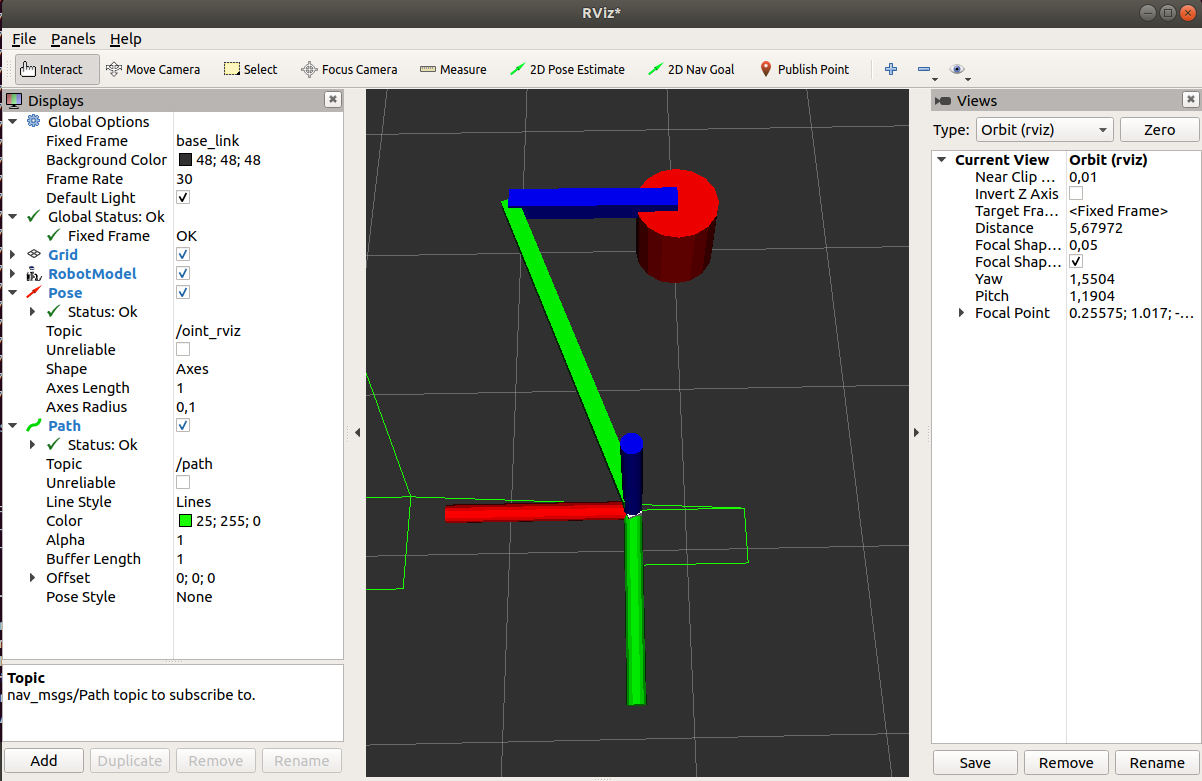 RViz*
File Panels Help
Interact Move Camera Select Focus Camera Measure 2D Pose Estimate 2D Nav Goal Publish Point
Displays
Global Options
Fixed Frame base_link
Background Color 48; 48; 48
Frame Rate 30
Default Light
Global Status: Ok
Fixed Frame OK
Grid
RobotModel
Pose
Status: Ok
Topic /oint_rviz
Unreliable
Shape Axes
Axes Length 1
Axes Radius 0,1
Path
Status: Ok
Topic /path
Unreliable
Line Style Lines
Color 25; 255; 0
Alpha 1
Buffer Length 1
Offset 0; 0; 0
Pose Style None
Topic
nav_msgs/Path topic to subscribe to.
Add Duplicate Remove Rename
Views
Type: Orbit (rviz) Zero
Current View Orbit (rviz)
Near Clip ... 0,01
Invert Z Axis
Target Fra... <Fixed Frame>
Distance 5,67972
Focal Shap... 0,05
Focal Shap...
Yaw 1,5504
Pitch 1,1904
Focal Point 0.25575; 1.017; -...
Save Remove Rename